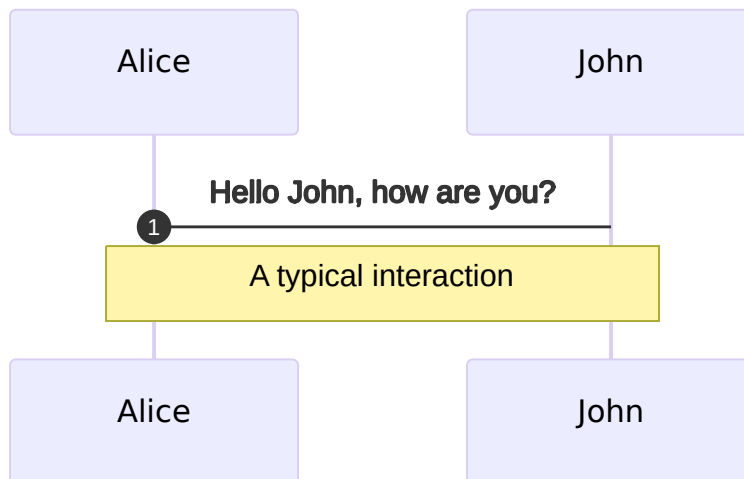 Alice
John
Hello John, how are you?
1
A typical interaction
Alice
John